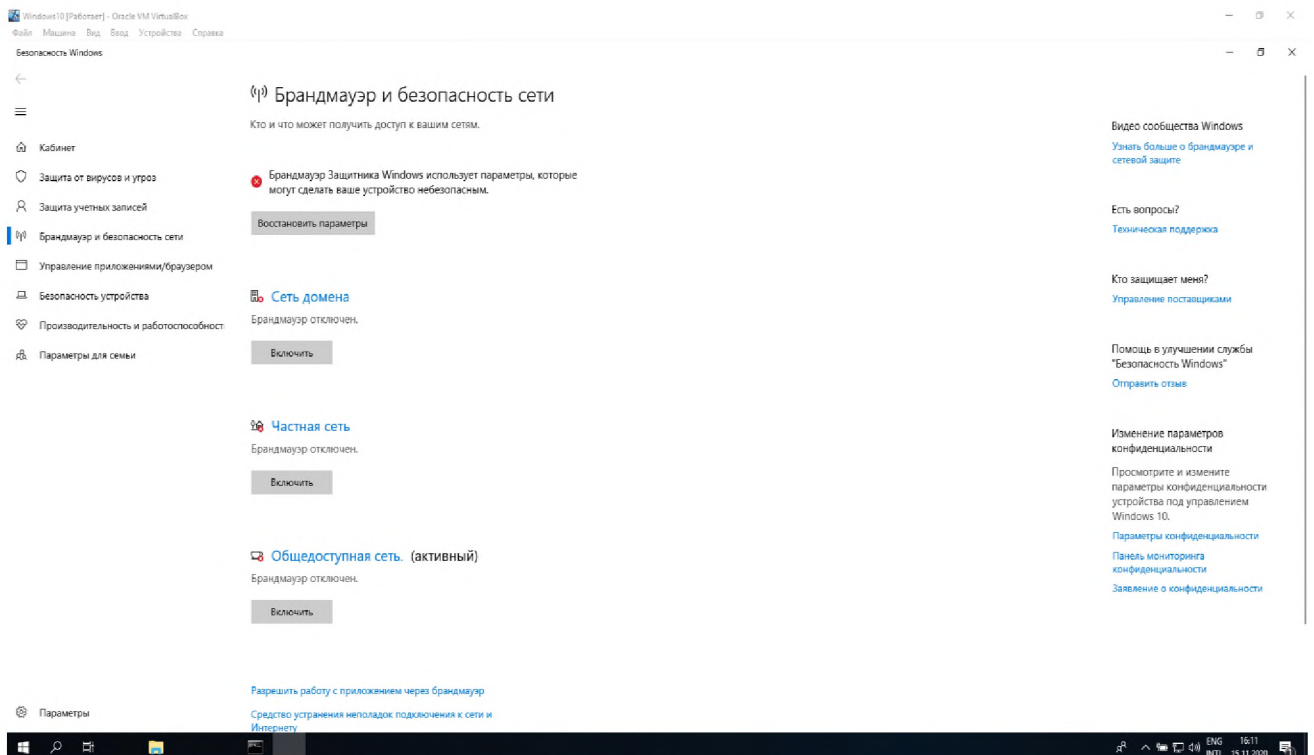 Windows10 [Работает] - Oracle VM VirtualBox
Файл Машина Вид Ввод Устройства Справка
Безопасность Windows
Брандмауэр и безопасность сети
Кто и что может получить доступ к вашим сетям.
Кабинет
Защита от вирусов и угроз
Защита учетных записей
Брандмауэр и безопасность сети
Управление приложениями/браузером
Безопасность устройства
Производительность и работоспособност
Параметры для семьи
Брандмауэр Защитника Windows использует параметры, которые
могут сделать ваше устройство небезопасным.
Восстановить параметры
Сеть домена
Брандмауэр отключен.
Включить
Частная сеть
Брандмауэр отключен.
Включить
Общедоступная сеть. (активный)
Брандмауэр отключен.
Включить
Разрешить работу с приложением через брандмауэр
Средство устранения неполадок подключения к сети и
Интернету
Видео сообщества Windows
Узнать больше о брандмауэре и
сетевой защите
Есть вопросы?
Техническая поддержка
Кто защищает меня?
Управление поставщиками
Помощь в улучшении службы
"Безопасность Windows"
Отправить отзыв
Изменение параметров
конфиденциальности
Просмотрите и измените
параметры конфиденциальности
устройства под управлением
Windows 10.
Параметры конфиденциальности
Панель мониторинга
конфиденциальности
Заявление о конфиденциальности
Параметры
ENG 16:11
INTL 15.11.2020